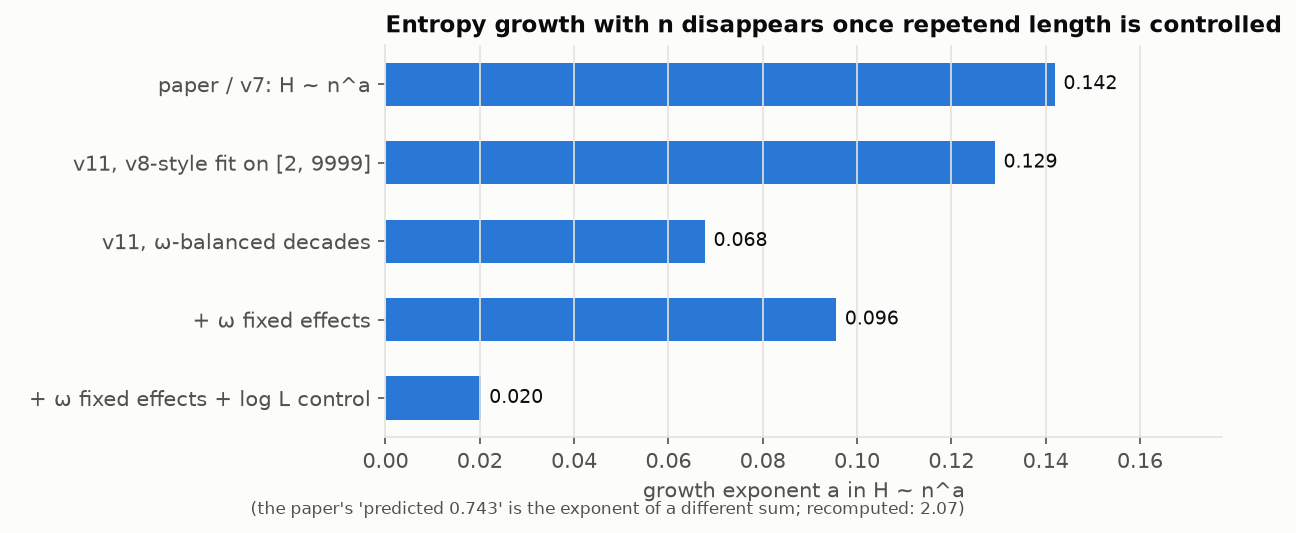 Entropy growth with n disappears once repetend length is controlled
paper / v7: H ~ n^a
0.142
v11, v8-style fit on [2, 9999]
0.129
v11, ω-balanced decades
0.068
+ ω fixed effects
0.096
+ ω fixed effects + log L control
0.020
0.00 0.02 0.04 0.06 0.08 0.10 0.12 0.14 0.16
growth exponent a in H ~ n^a
(the paper's 'predicted 0.743' is the exponent of a different sum; recomputed: 2.07)